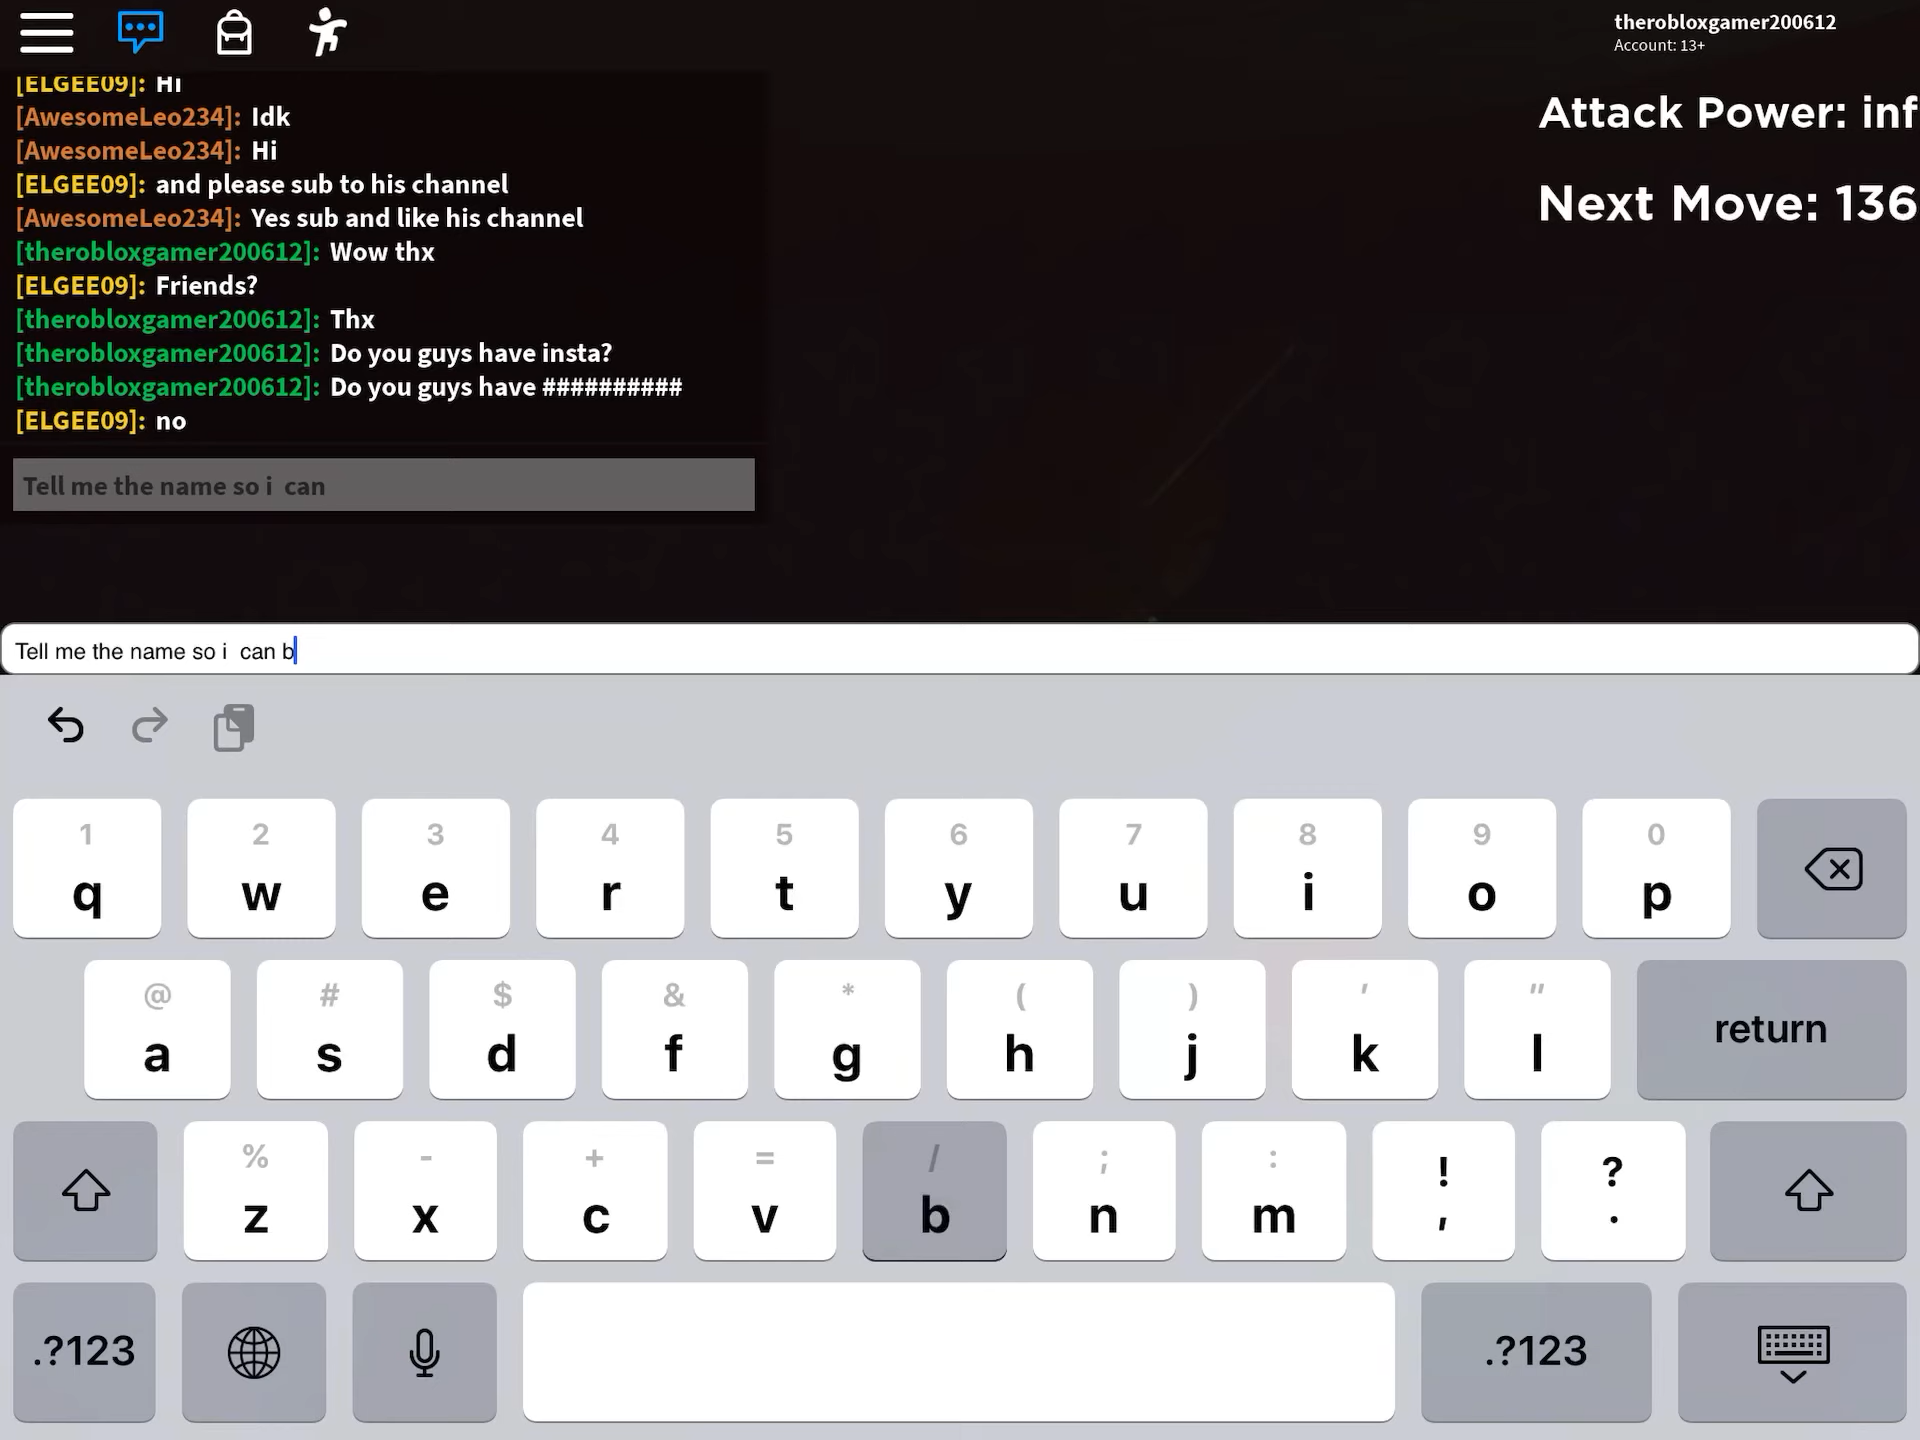 therobloxgamer200612
Account: 13+
[ELGEE09]: Hi
[AwesomeLeo234]: Idk
[AwesomeLeo234]: Hi
[ELGEE09]: and please sub to his channel
[AwesomeLeo234]: Yes sub and like his channel
[therobloxgamer200612]: Wow thx
[ELGEE09]: Friends?
[therobloxgamer200612]: Thx
[therobloxgamer200612]: Do you guys have insta?
[therobloxgamer200612]: Do you guys have ##########
[ELGEE09]: no
Tell me the name so i  can
Attack Power: inf
Next Move: 136
Tell me the name so i  can b
1 2 3 4 5 6 7 8 9 0
q w e r t y u i o p
@ # $ & * ( ) ' "
a s d f g h j k l return
% - + = / ; : ! ?
z x c v b n m , .
.?123 .?123